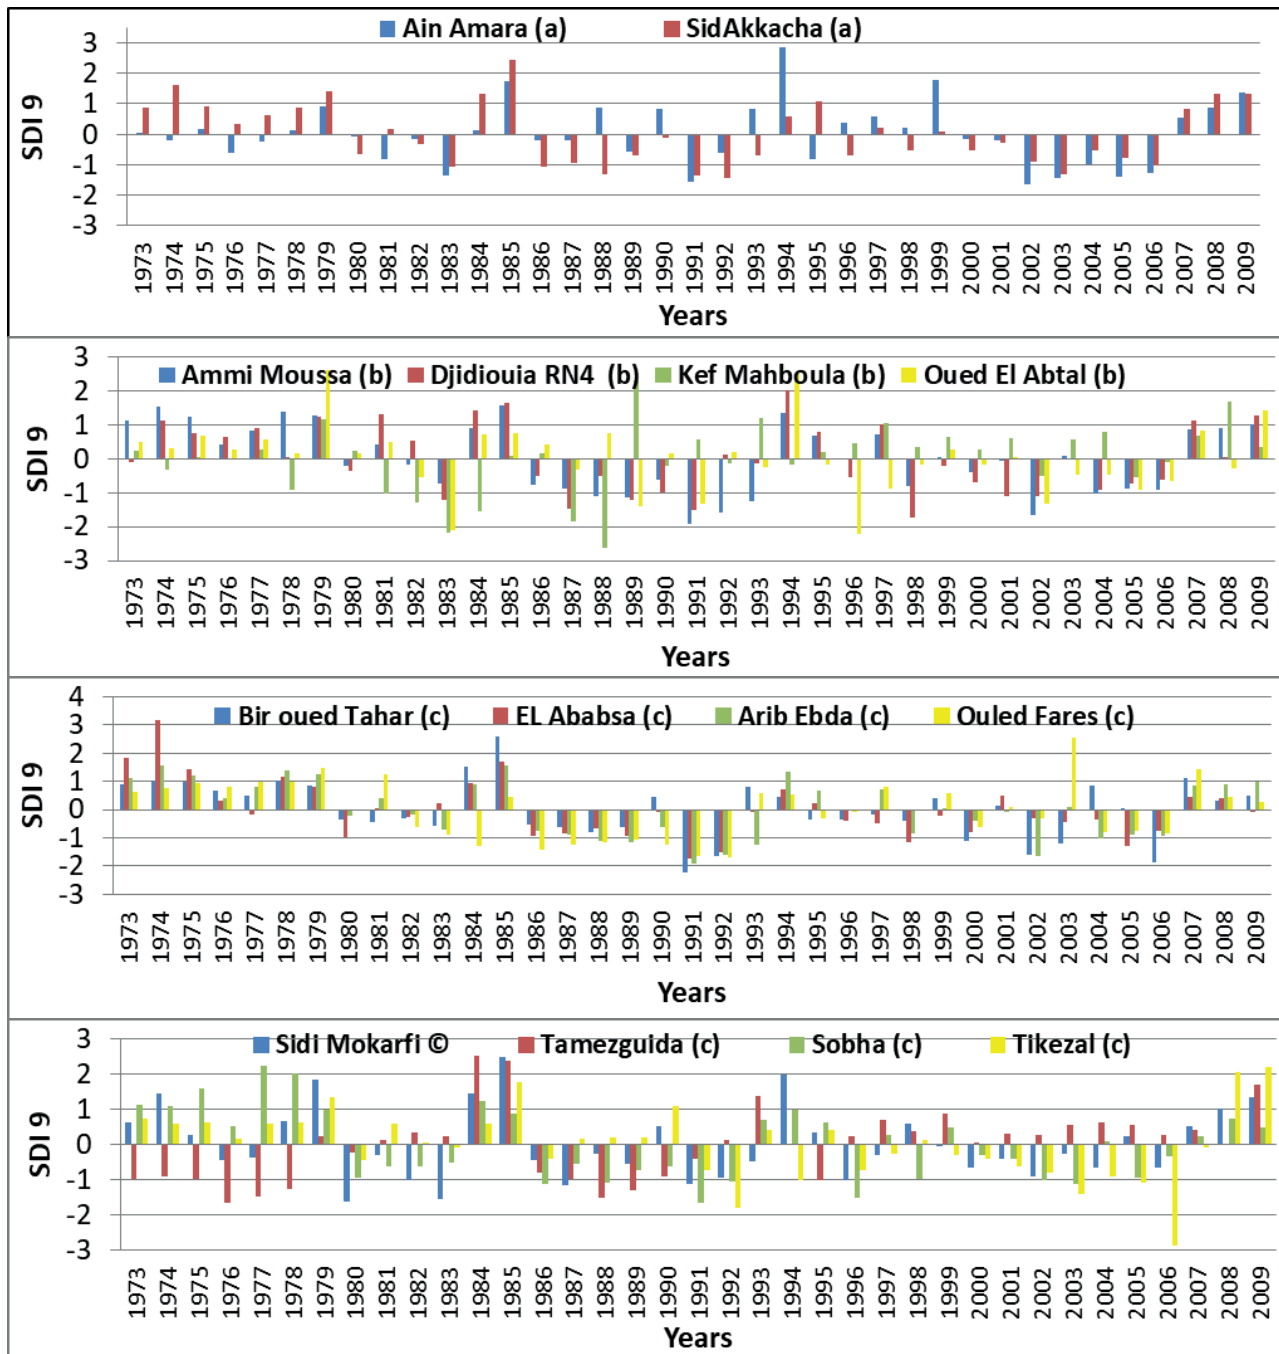 Ain Amara (a) SidAkkacha (a)
3
2
1
0
-1
-2
-3
SDI 9
1973 1974 1975 1976 1977 1978 1979 1980 1981 1982 1983 1984 1985 1986 1987 1988 1989 1990 1991 1992 1993 1994 1995 1996 1997 1998 1999 2000 2001 2002 2003 2004 2005 2006 2007 2008 2009
Years
3
Ammi Moussa (b) Djidiouia RN4 (b) Kef Mahboula (b) Oued El Abtal (b)
2
1
0
-1
-2
-3
SDI 9
1973 1974 1975 1976 1977 1978 1979 1980 1981 1982 1983 1984 1985 1986 1987 1988 1989 1990 1991 1992 1993 1994 1995 1996 1997 1998 1999 2000 2001 2002 2003 2004 2005 2006 2007 2008 2009
Years
4
Bir oued Tahar (c) EL Ababsa (c) Arib Ebda (c) Ouled Fares (c)
3
2
1
0
-1
-2
-3
SDI 9
1973 1974 1975 1976 1977 1978 1979 1980 1981 1982 1983 1984 1985 1986 1987 1988 1989 1990 1991 1992 1993 1994 1995 1996 1997 1998 1999 2000 2001 2002 2003 2004 2005 2006 2007 2008 2009
Years
3
Sidi Mokarfi © Tamezguida (c) Sobha (c) Tikezal (c)
2
1
0
-1
-2
-3
SDI 9
1973 1974 1975 1976 1977 1978 1979 1980 1981 1982 1983 1984 1985 1986 1987 1988 1989 1990 1991 1992 1993 1994 1995 1996 1997 1998 1999 2000 2001 2002 2003 2004 2005 2006 2007 2008 2009
Years